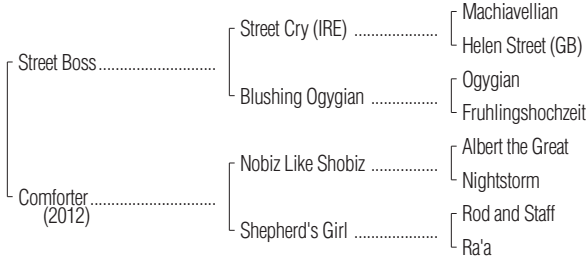 Machiavellian
Street Cry (IRE) ....................
Helen Street (GB)
Street Boss............................
Ogygian
Blushing Ogygian ................
Fruhlingshochzeit
Albert the Great
Nobiz Like Shobiz ................
Nightstorm
Comforter..............................
(2012)
Rod and Staff
Shepherd's Girl ....................
Ra'a